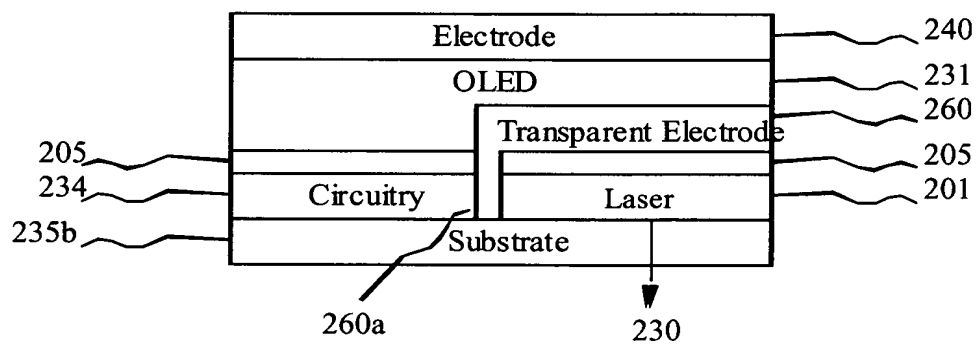 Electrode
240
OLED
231
260
Transparent Electrode
205
205
234
Circuitry
Laser
201
235b
Substrate
260a
230